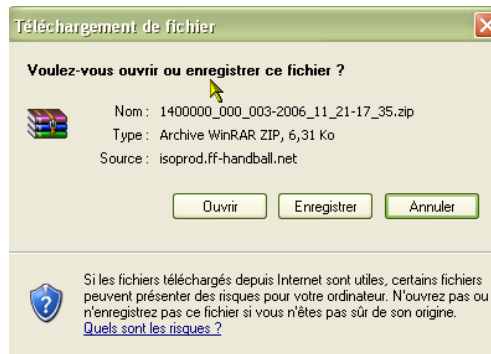 Téléchargement de fichier
Voulez-vous ouvrir ou enregistrer ce fichier ?
Nom : 1400000_000_003-2006_11_21-17_35.zip
Type : Archive WinRAR ZIP, 6,31 Ko
Source : isoprod.ff-handball.net
Ouvrir Enregistrer Annuler
Si les fichiers téléchargés depuis Internet sont utiles, certains fichiers
peuvent présenter des risques pour votre ordinateur. N'ouvrez pas ou
n'enregistrez pas ce fichier si vous n'êtes pas sûr de son origine.
Quels sont les risques ?